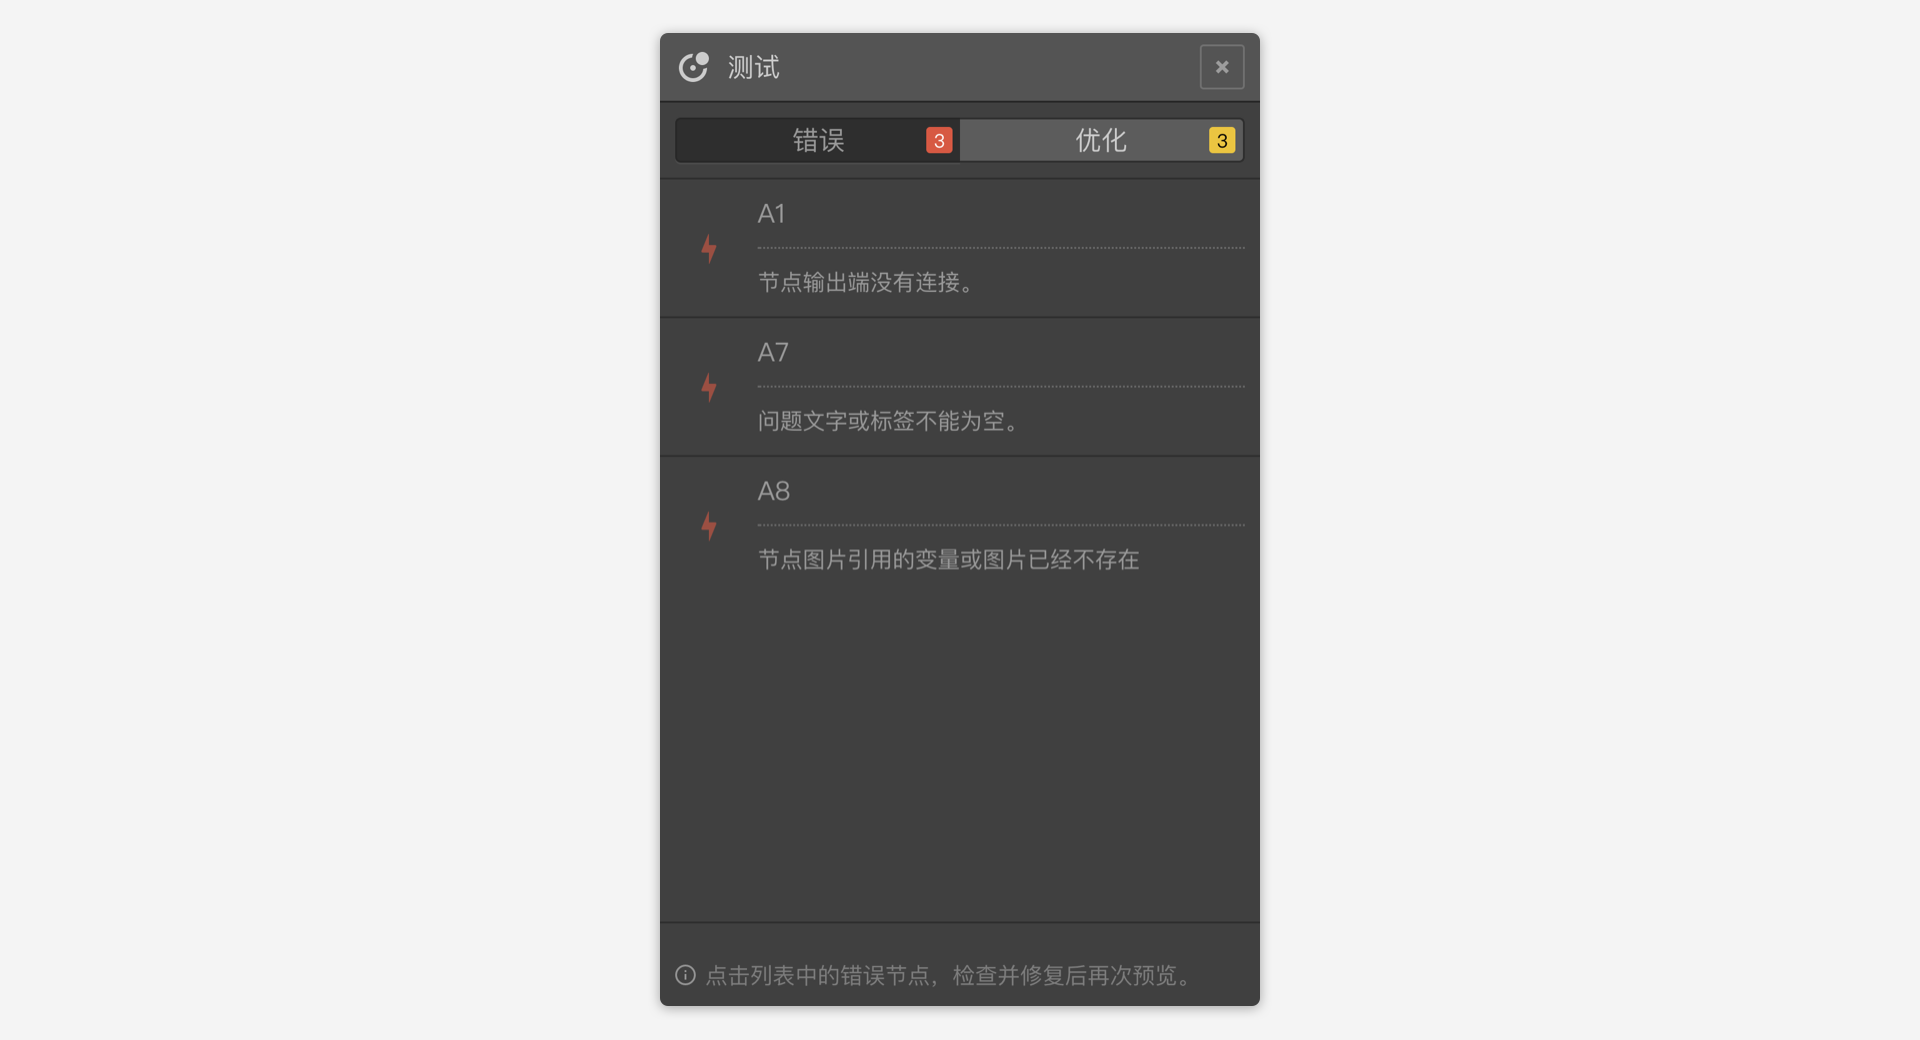 测试
错误 3 优化 3
A1
节点输出端没有连接。
A7
问题文字或标签不能为空。
A8
节点图片引用的变量或图片已经不存在
点击列表中的错误节点，检查并修复后再次预览。